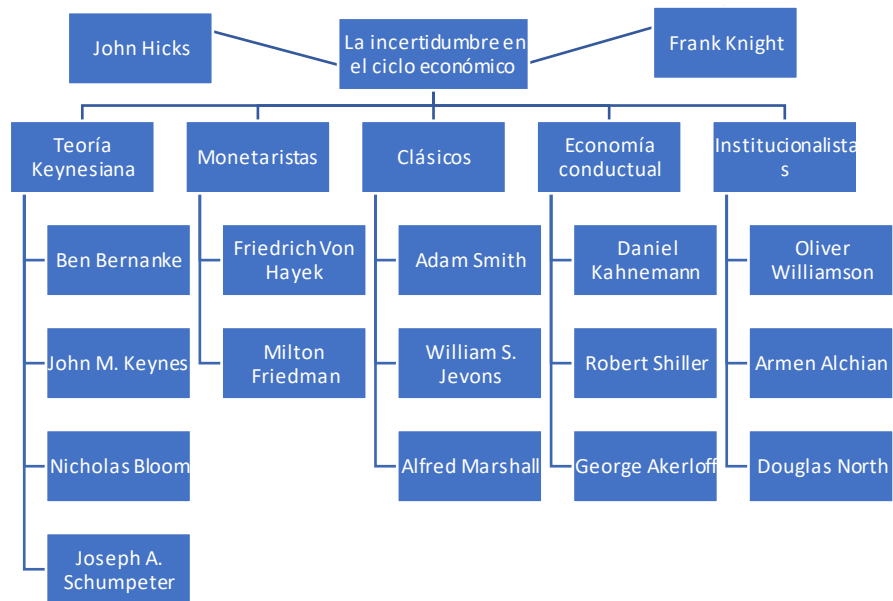 John Hicks
La incertidumbre en
el ciclo económico
Frank Knight
Teoría
Keynesiana
Monetaristas
Clásicos
Economía
conductual
Institucionalista
s
Ben Bernanke
Friedrich Von
Hayek
Adam Smith
Daniel
Kahnemann
Oliver
Williamson
John M. Keynes
Milton
Friedman
William S.
Jevons
Robert Shiller
Armen Alchian
Nicholas Bloom
Alfred Marshall
George Akerloff
Douglas North
Joseph A.
Schumpeter